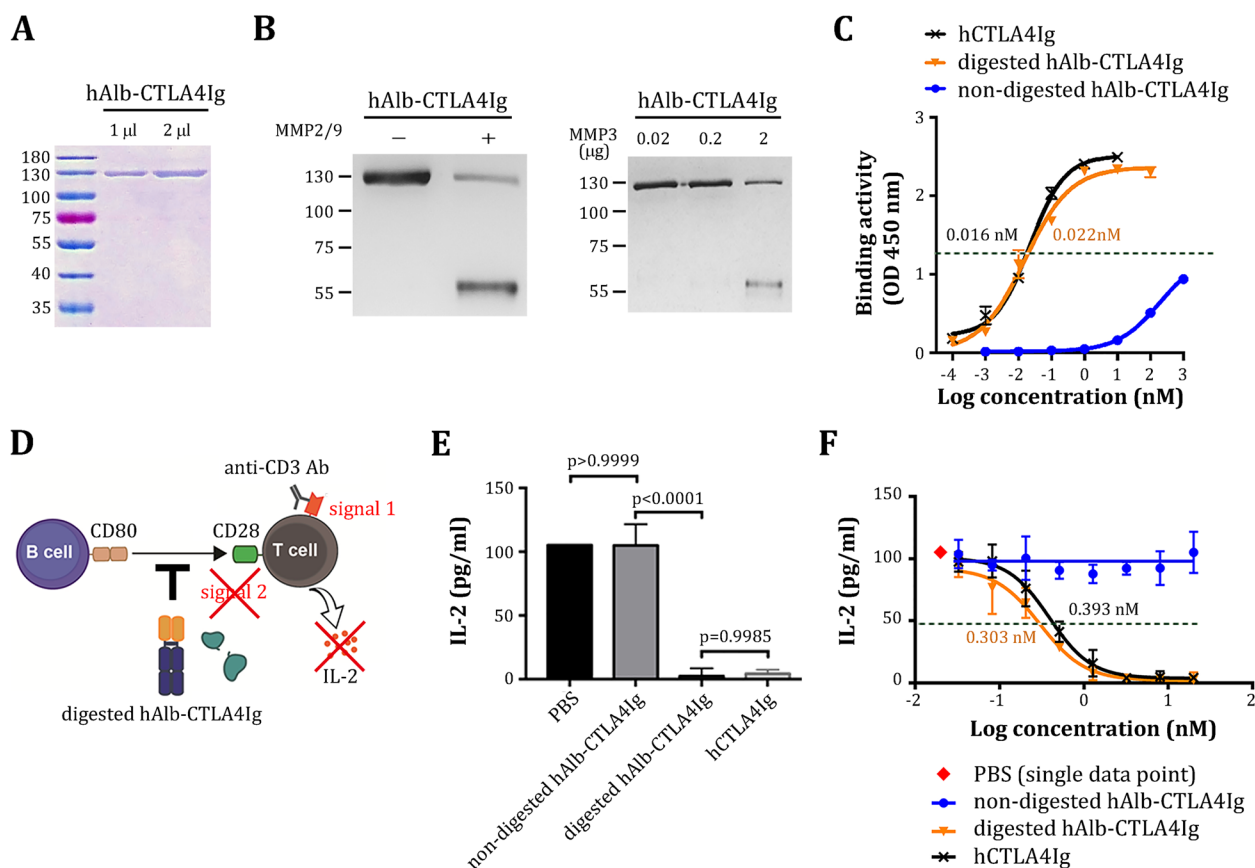 A
hAlb-CTLA4Ig
1 µl 2 µl
180
130
100
75
55
40
35
B
hAlb-CTLA4Ig
MMP2/9 – +
130
100
55
hAlb-CTLA4Ig
MMP3 0.02 0.2 2
(µg)
130
100
55
C
hCTLA4Ig
digested hAlb-CTLA4Ig
non-digested hAlb-CTLA4Ig
Binding activity
(OD 450 nm)
3
2
1
0
0.016 nM 0.022nM
-4 -3 -2 -1 0 1 2 3
Log concentration (nM)
D
anti-CD3 Ab
signal 1
CD80 CD28
B cell T cell
signal 2
IL-2
digested hAlb-CTLA4Ig
E
p>0.9999
p<0.0001
p=0.9985
IL-2 (pg/ml)
150
100
50
0
PBS
non-digested hAlb-CTLA4Ig
digested hAlb-CTLA4Ig
hCTLA4Ig
F
IL-2 (pg/ml)
150
100
50
0
0.393 nM
0.303 nM
-2 -1 0 1 2
Log concentration (nM)
PBS (single data point)
non-digested hAlb-CTLA4Ig
digested hAlb-CTLA4Ig
hCTLA4Ig